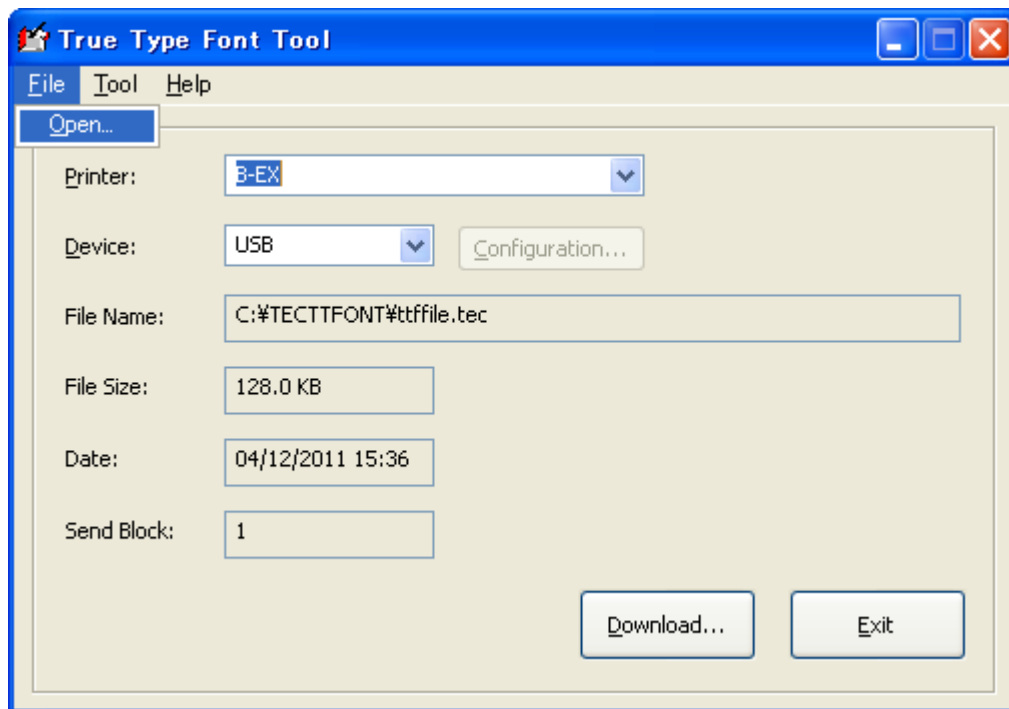 True Type Font Tool
File Tool Help
Open...
Printer: B-EX
Device: USB Configuration...
File Name: C:¥TECTTFONT¥ttffile.tec
File Size: 128.0 KB
Date: 04/12/2011 15:36
Send Block: 1
Download... Exit